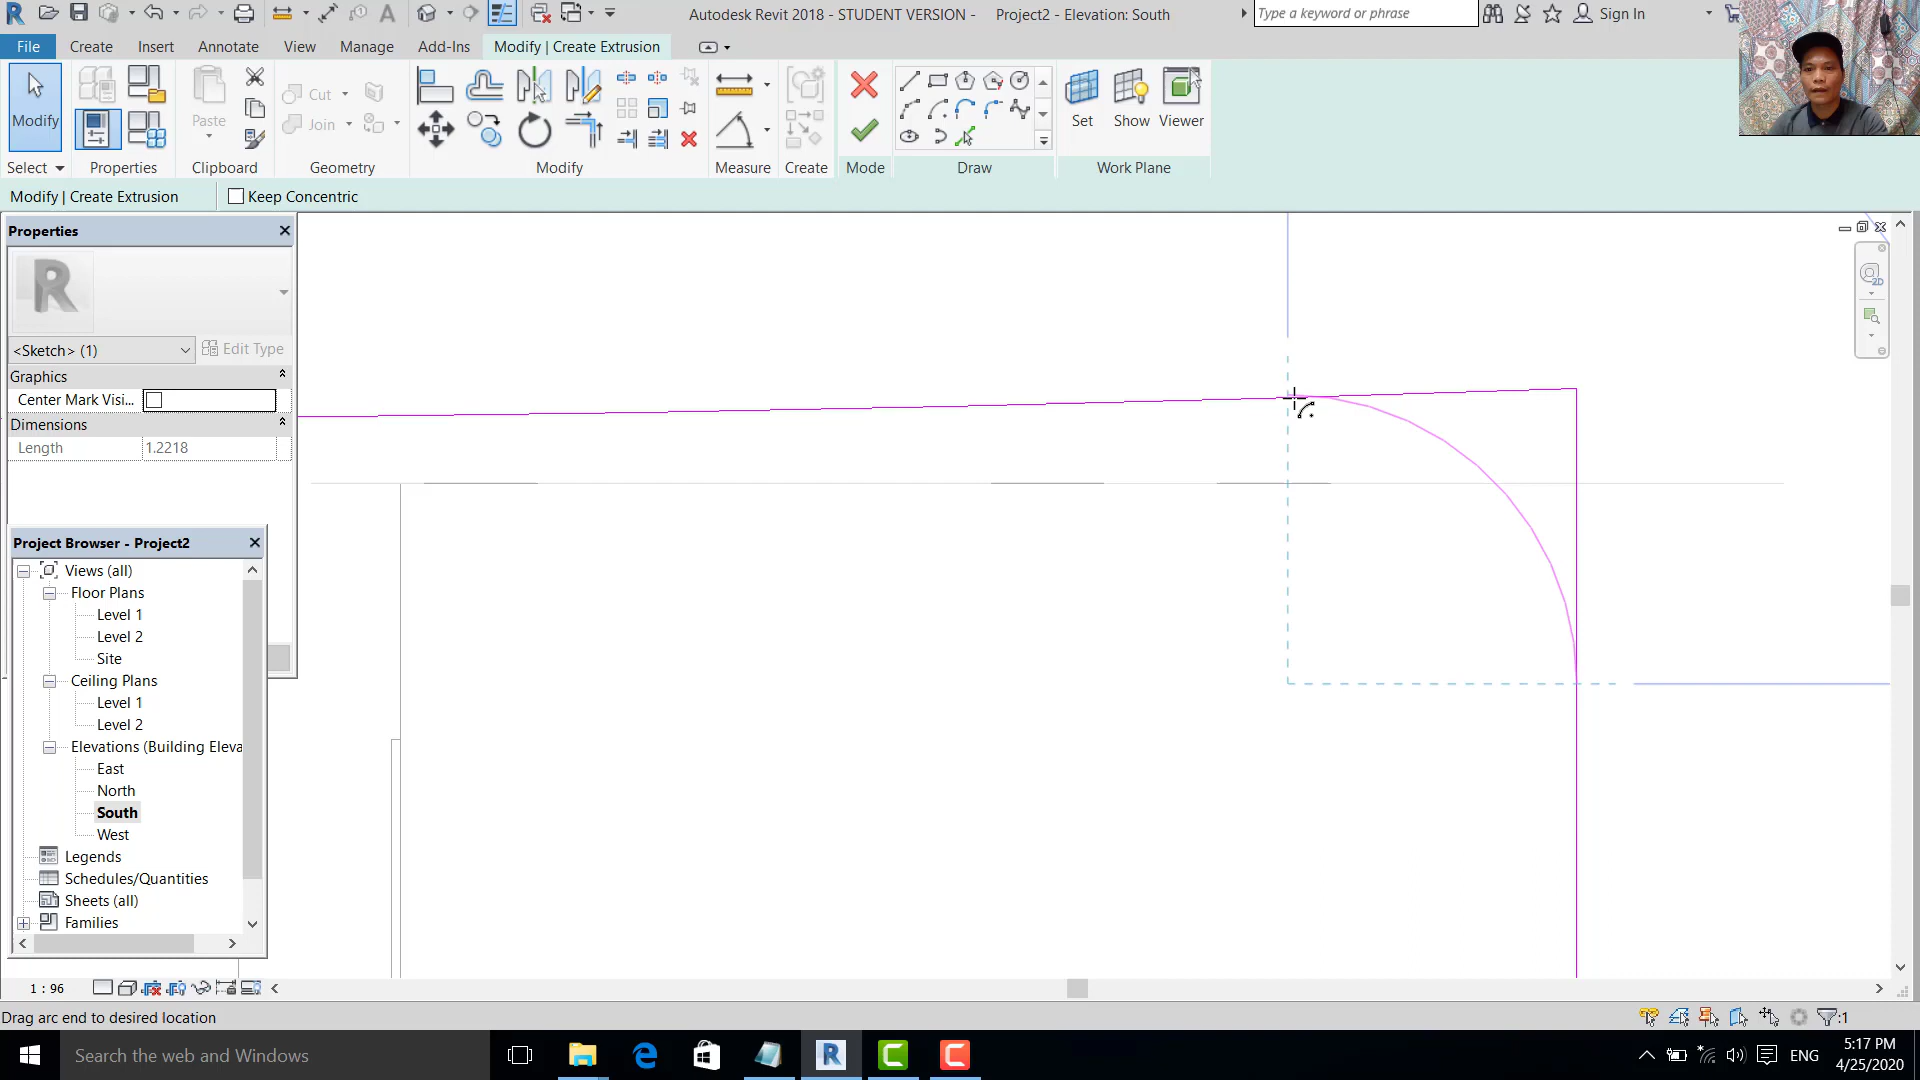 Autodesk Revit 2018 - STUDENT VERSION -     Project2 - Elevation: South
Type a keyword or phrase
Sign In
File
Create
Insert
Annotate
View
Manage
Add-Ins
Modify | Create Extrusion
Modify
Paste
Cut
Join
Set
Show
Viewer
Select
Properties
Clipboard
Geometry
Modify
Measure
Create
Mode
Draw
Work Plane
Modify | Create Extrusion
Keep Concentric
Properties
<Sketch> (1)
Edit Type
Graphics
Center Mark Visi...
Dimensions
Length
1.2218
2D
Project Browser - Project2
Views (all)
Floor Plans
Level 1
Level 2
Site
Ceiling Plans
Level 1
Level 2
Elevations (Building Eleva
East
North
South
West
Legends
Schedules/Quantities
Sheets (all)
Families
1 : 96
Drag arc end to desired location
:1
Search the web and Windows
ENG
5:17 PM
4/25/2020